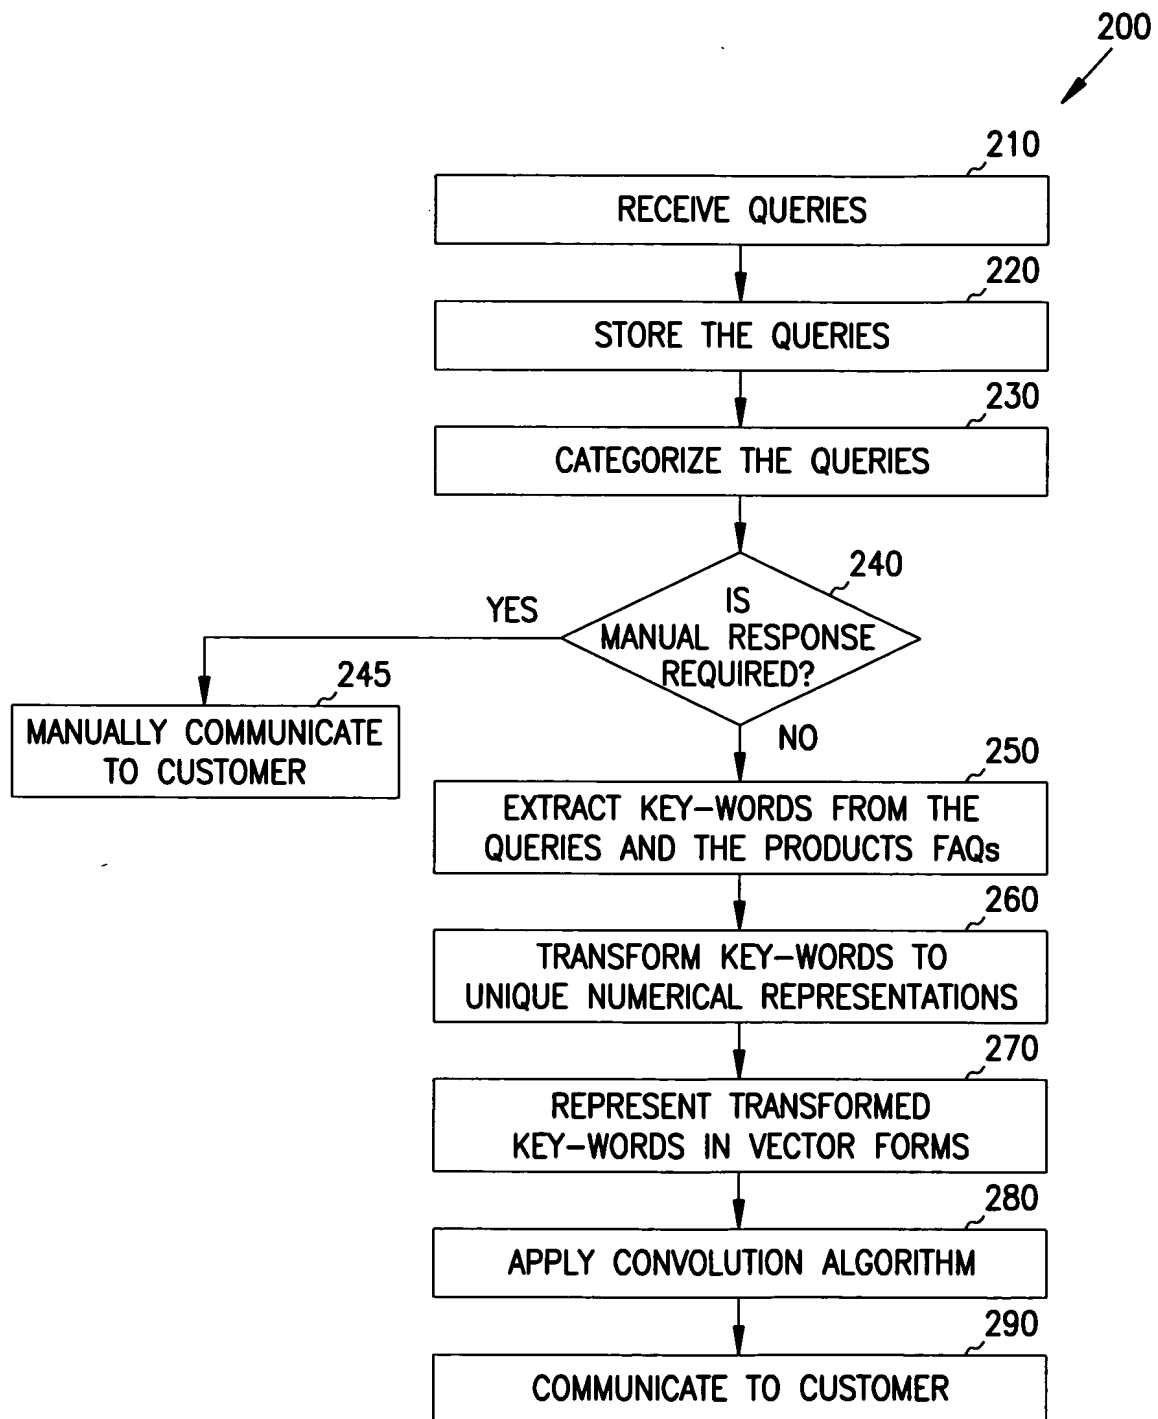 200
210
RECEIVE QUERIES
220
STORE THE QUERIES
230
CATEGORIZE THE QUERIES
240
IS
MANUAL RESPONSE
REQUIRED?
YES
245
MANUALLY COMMUNICATE
TO CUSTOMER
NO
250
EXTRACT KEY-WORDS FROM THE
QUERIES AND THE PRODUCTS FAQs
260
TRANSFORM KEY-WORDS TO
UNIQUE NUMERICAL REPRESENTATIONS
270
REPRESENT TRANSFORMED
KEY-WORDS IN VECTOR FORMS
280
APPLY CONVOLUTION ALGORITHM
290
COMMUNICATE TO CUSTOMER